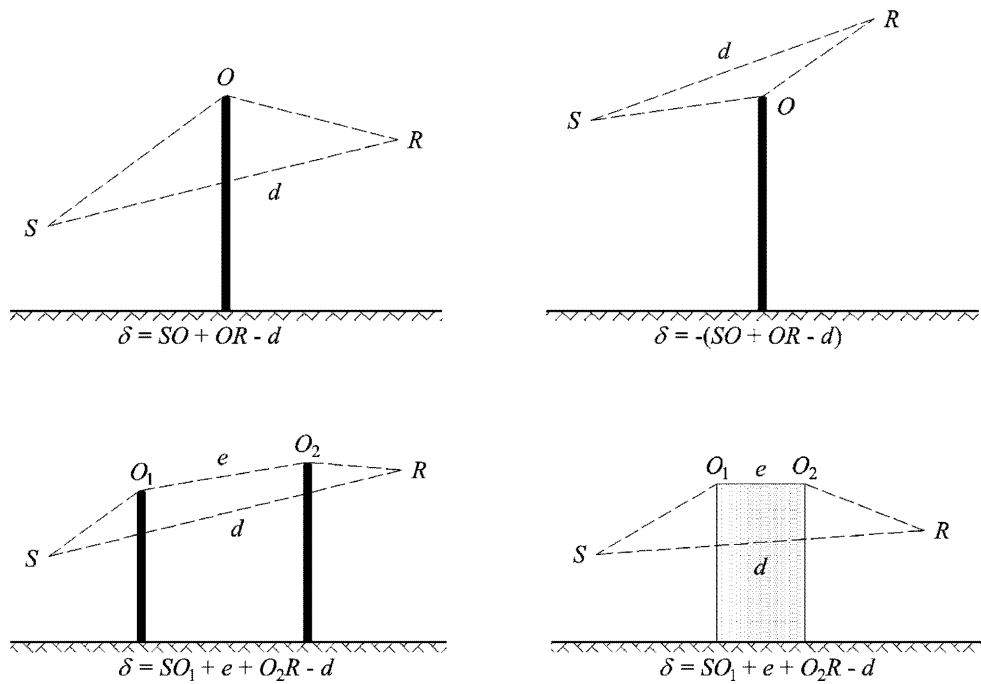 O
R
d
S
δ = SO + OR - d
R
d
S
O
δ = -(SO + OR - d)
O₁
e
O₂
R
d
S
δ = SO₁ + e + O₂R - d
O₁
e
O₂
R
S
d
δ = SO₁ + e + O₂R - d